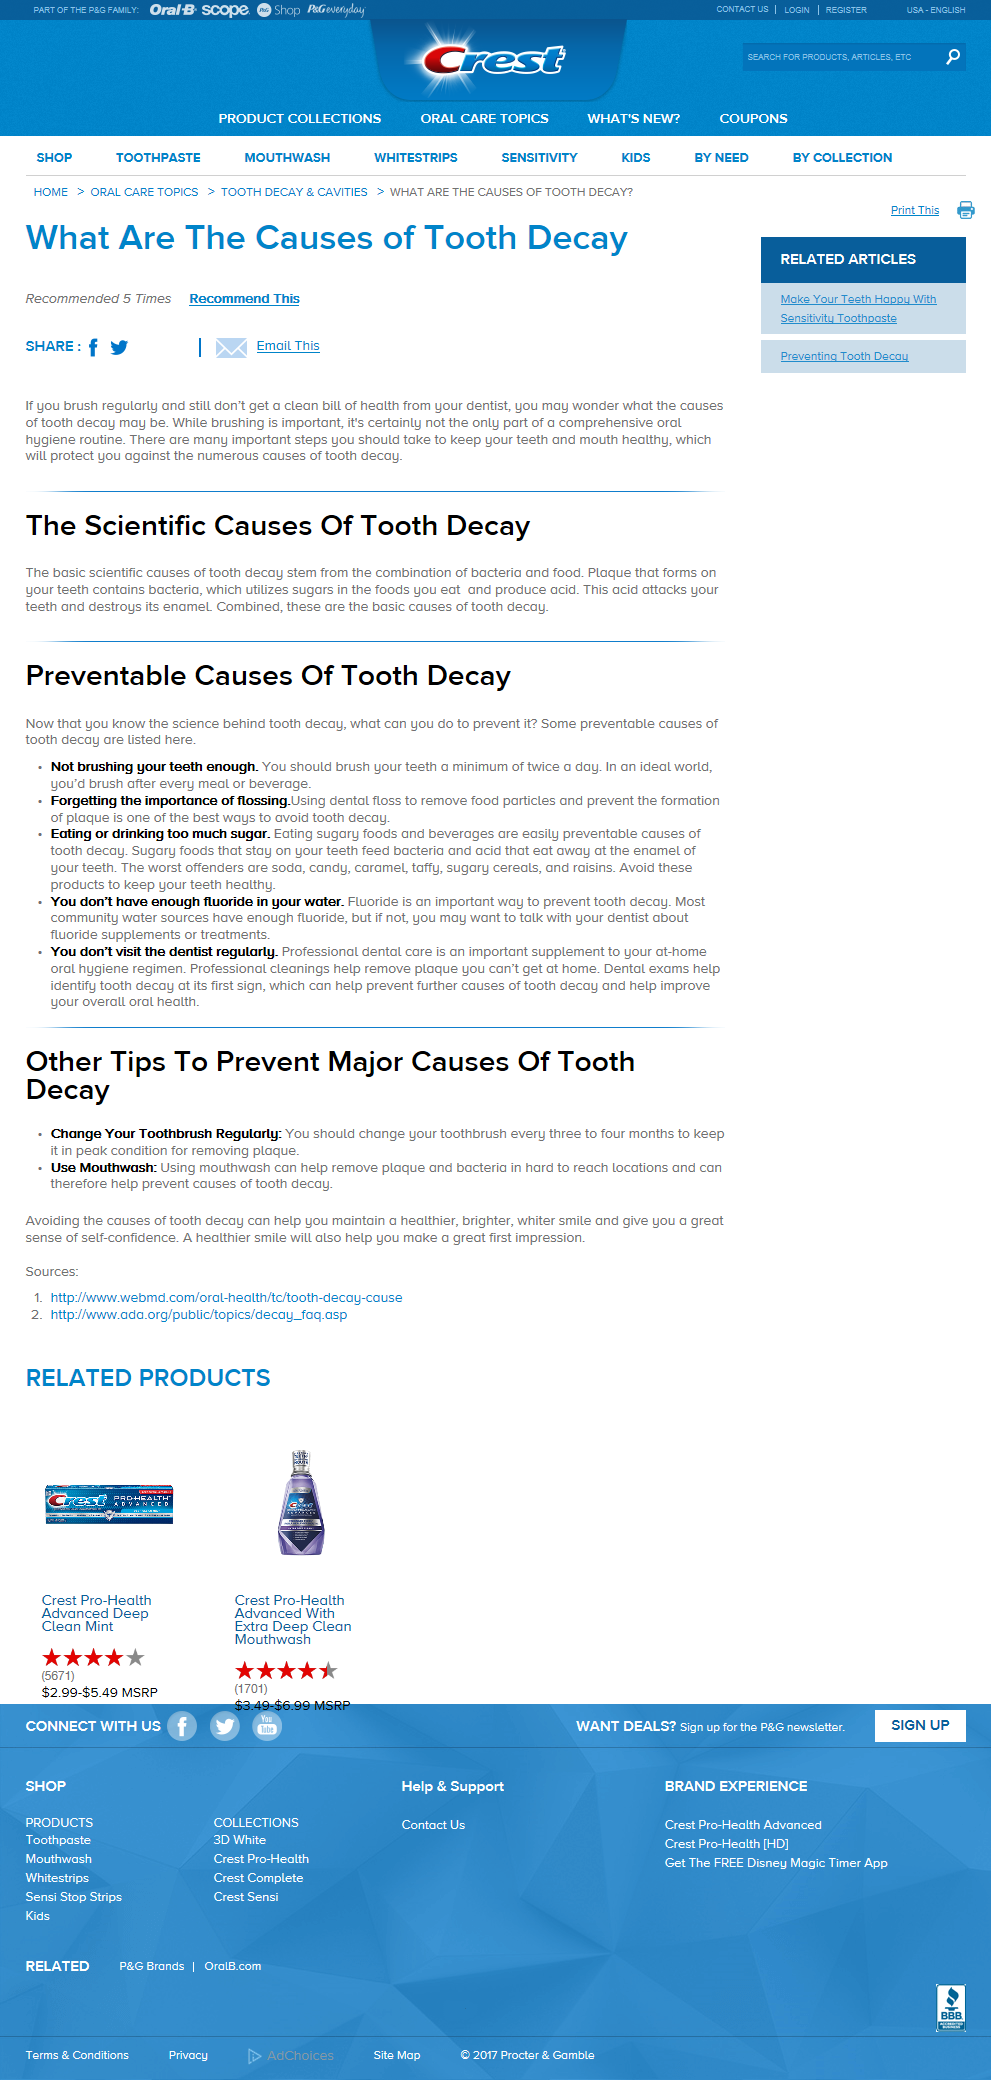 PART OF THE P&G FAMILY: Oral-B scope. P&G Shop P&G everyday
CONTACT US | LOGIN | REGISTER USA - ENGLISH
Crest
SEARCH FOR PRODUCTS, ARTICLES, ETC
PRODUCT COLLECTIONS ORAL CARE TOPICS WHAT'S NEW? COUPONS
SHOP TOOTHPASTE MOUTHWASH WHITESTRIPS SENSITIVITY KIDS BY NEED BY COLLECTION
HOME > ORAL CARE TOPICS > TOOTH DECAY & CAVITIES > WHAT ARE THE CAUSES OF TOOTH DECAY?
Print This
What Are The Causes of Tooth Decay
RELATED ARTICLES
Make Your Teeth Happy With
Sensitivity Toothpaste
Preventing Tooth Decay
Recommended 5 Times Recommend This
SHARE : | Email This
If you brush regularly and still don't get a clean bill of health from your dentist, you may wonder what the causes
of tooth decay may be. While brushing is important, it's certainly not the only part of a comprehensive oral
hygiene routine. There are many important steps you should take to keep your teeth and mouth healthy, which
will protect you against the numerous causes of tooth decay.
The Scientific Causes Of Tooth Decay
The basic scientific causes of tooth decay stem from the combination of bacteria and food. Plaque that forms on
your teeth contains bacteria, which utilizes sugars in the foods you eat  and produce acid. This acid attacks your
teeth and destroys its enamel. Combined, these are the basic causes of tooth decay.
Preventable Causes Of Tooth Decay
Now that you know the science behind tooth decay, what can you do to prevent it? Some preventable causes of
tooth decay are listed here.
• Not brushing your teeth enough. You should brush your teeth a minimum of twice a day. In an ideal world,
you'd brush after every meal or beverage.
• Forgetting the importance of flossing.Using dental floss to remove food particles and prevent the formation
of plaque is one of the best ways to avoid tooth decay.
• Eating or drinking too much sugar. Eating sugary foods and beverages are easily preventable causes of
tooth decay. Sugary foods that stay on your teeth feed bacteria and acid that eat away at the enamel of
your teeth. The worst offenders are soda, candy, caramel, taffy, sugary cereals, and raisins. Avoid these
products to keep your teeth healthy.
• You don't have enough fluoride in your water. Fluoride is an important way to prevent tooth decay. Most
community water sources have enough fluoride, but if not, you may want to talk with your dentist about
fluoride supplements or treatments.
• You don't visit the dentist regularly. Professional dental care is an important supplement to your at-home
oral hygiene regimen. Professional cleanings help remove plaque you can't get at home. Dental exams help
identify tooth decay at its first sign, which can help prevent further causes of tooth decay and help improve
your overall oral health.
Other Tips To Prevent Major Causes Of Tooth
Decay
• Change Your Toothbrush Regularly: You should change your toothbrush every three to four months to keep
it in peak condition for removing plaque.
• Use Mouthwash: Using mouthwash can help remove plaque and bacteria in hard to reach locations and can
therefore help prevent causes of tooth decay.
Avoiding the causes of tooth decay can help you maintain a healthier, brighter, whiter smile and give you a great
sense of self-confidence. A healthier smile will also help you make a great first impression.
Sources:
1. http://www.webmd.com/oral-health/tc/tooth-decay-cause
2. http://www.ada.org/public/topics/decay_faq.asp
RELATED PRODUCTS
Crest PRO-HEALTH
ADVANCED
Crest
Crest Pro-Health
Advanced Deep
Clean Mint
(5671)
$2.99-$5.49 MSRP
Crest Pro-Health
Advanced With
Extra Deep Clean
Mouthwash
(1701)
$3.49-$6.99 MSRP
CONNECT WITH US You Tube WANT DEALS? Sign up for the P&G newsletter. SIGN UP
SHOP Help & Support BRAND EXPERIENCE
PRODUCTS
Toothpaste
Mouthwash
Whitestrips
Sensi Stop Strips
Kids
COLLECTIONS
3D White
Crest Pro-Health
Crest Complete
Crest Sensi
Contact Us
Crest Pro-Health Advanced
Crest Pro-Health [HD]
Get The FREE Disney Magic Timer App
RELATED P&G Brands | OralB.com
BBB
ACCREDITED
BUSINESS
Terms & Conditions Privacy AdChoices Site Map © 2017 Procter & Gamble